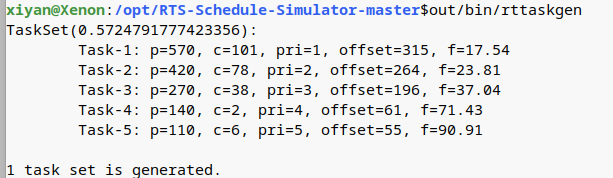 xiyan@Xenon:/opt/RTS-Schedule-Simulator-master$out/bin/rttaskgen
TaskSet(0.5724791777423356):
Task-1: p=570, c=101, pri=1, offset=315, f=17.54
Task-2: p=420, c=78, pri=2, offset=264, f=23.81
Task-3: p=270, c=38, pri=3, offset=196, f=37.04
Task-4: p=140, c=2, pri=4, offset=61, f=71.43
Task-5: p=110, c=6, pri=5, offset=55, f=90.91
1 task set is generated.